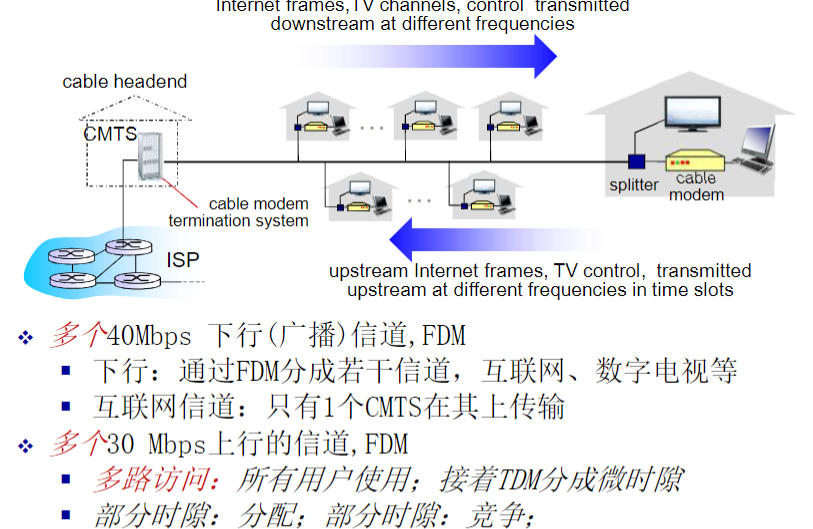 Internet frames,TV channels, control transmitted
downstream at different frequencies
cable headend
CMTS
cable modem
termination system
splitter
cable
modem
ISP
upstream Internet frames, TV control, transmitted
upstream at different frequencies in time slots
多个40Mbps 下行(广播)信道,FDM
下行：通过FDM分成若干信道，互联网、数字电视等
互联网信道：只有1个CMTS在其上传输
多个30 Mbps上行的信道,FDM
多路访问：所有用户使用；接着TDM分成微时隙
部分时隙：分配；部分时隙：竞争；